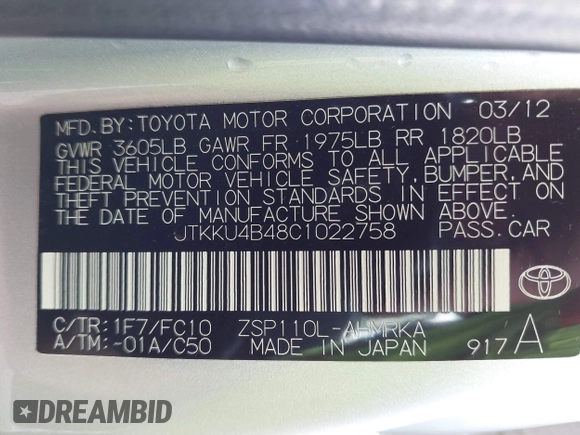 MFD.BY:TOYOTA MOTOR CORPORATION 03/12
GVWR 3605LB GAWR FR 1975LB RR 1820LB
THIS VEHICLE CONFORMS TO ALL APPLICABLE
FEDERAL MOTOR VEHICLE SAFETY,BUMPER,AND
THEFT PREVENTION STANDARDS IN EFFECT ON
THE DATE OF MANUFACTURE SHOWN ABOVE.
JTKKU4B48C1022758 PASS.CAR
C/TR:1F7/FC10 ZSP110L-AHMRKA
A/TM:-01A/C50 MADE IN JAPAN 917A
DREAMBID